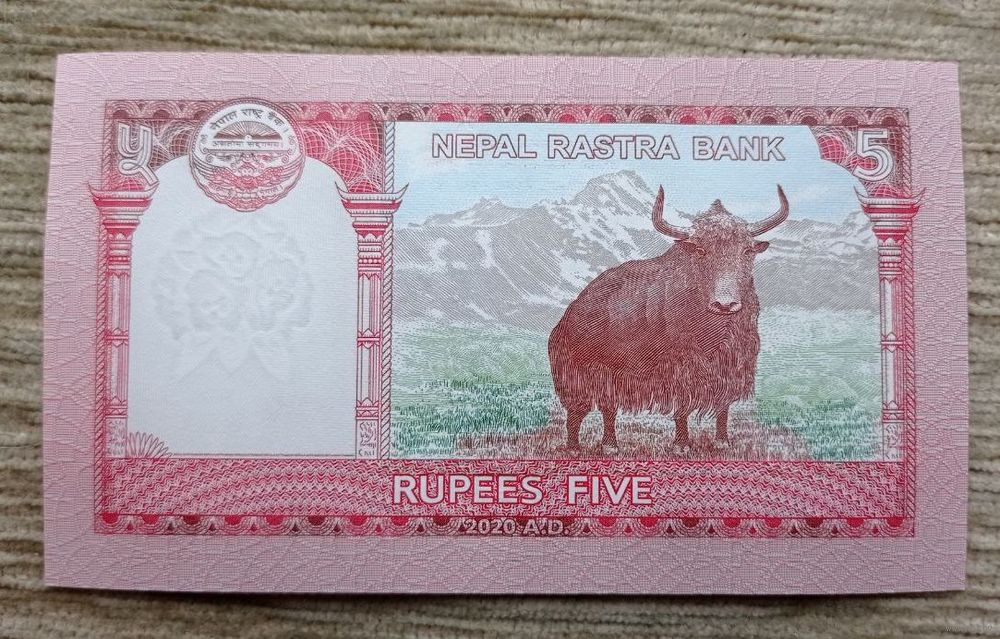 ५
नेपाल राष्ट्र बैंक
NEPAL RASTRA BANK
5
RUPEES FIVE
2020 A.D.